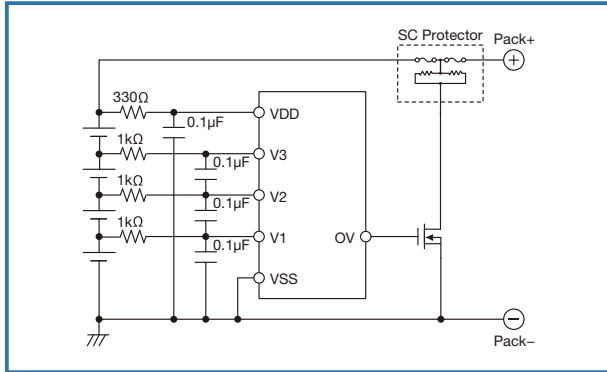 SC Protector
Pack+
330Ω
VDD
0.1µF
1kΩ
V3
0.1µF
1kΩ
V2
0.1µF
1kΩ
V1
0.1µF
OV
VSS
Pack−